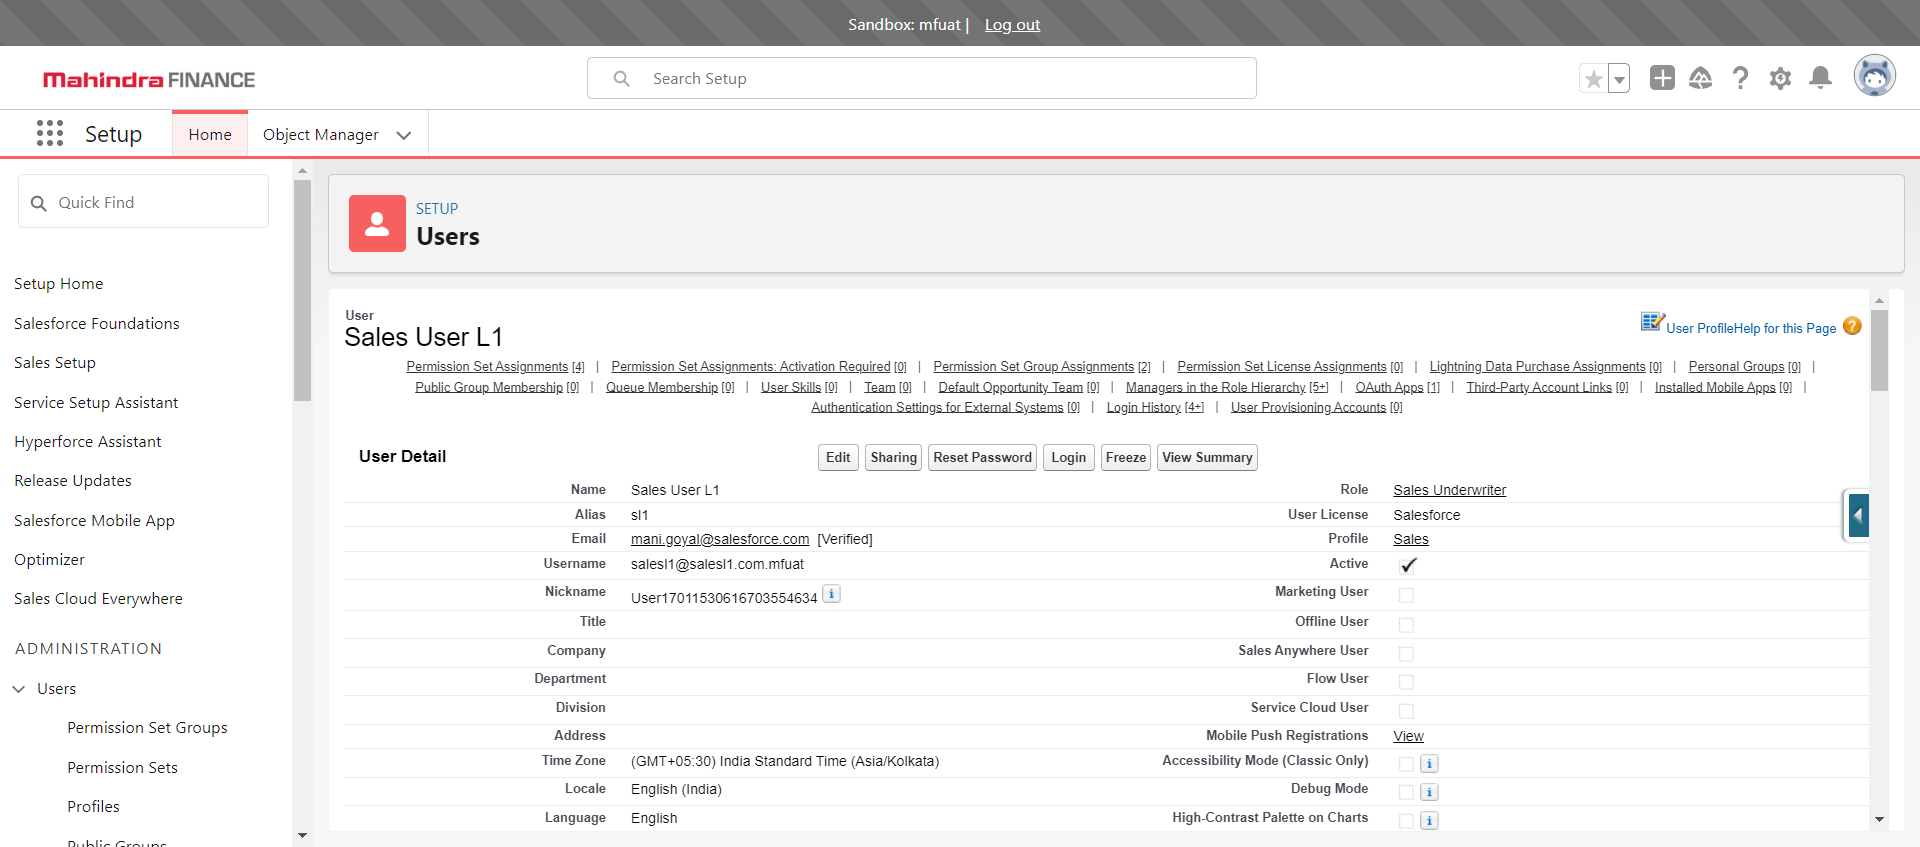 Sandbox: mfuat | Log out
Mahindra FINANCE
Search Setup
Setup
Home
Object Manager
Quick Find
Setup Home
Salesforce Foundations
Sales Setup
Service Setup Assistant
Hyperforce Assistant
Release Updates
Salesforce Mobile App
Optimizer
Sales Cloud Everywhere
ADMINISTRATION
Users
Permission Set Groups
Permission Sets
Profiles
Public Groups
SETUP
Users
User
Sales User L1
User Profile Help for this Page
Permission Set Assignments [4] | Permission Set Assignments: Activation Required [0] | Permission Set Group Assignments [2] | Permission Set License Assignments [0] | Lightning Data Purchase Assignments [0] | Personal Groups [0] |
Public Group Membership [0] | Queue Membership [0] | User Skills [0] | Team [0] | Default Opportunity Team [0] | Managers in the Role Hierarchy [5+] | OAuth Apps [1] | Third-Party Account Links [0] | Installed Mobile Apps [0] |
Authentication Settings for External Systems [0] | Login History [4+] | User Provisioning Accounts [0]
User Detail
Edit Sharing Reset Password Login Freeze View Summary
Name Sales User L1
Role Sales Underwriter
Alias sl1
User License Salesforce
Email mani.goyal@salesforce.com [Verified]
Profile Sales
Username salesl1@salesl1.com.mfuat
Active
Nickname User17011530616703554634
Marketing User
Title
Offline User
Company
Sales Anywhere User
Department
Flow User
Division
Service Cloud User
Address
Mobile Push Registrations View
Time Zone (GMT+05:30) India Standard Time (Asia/Kolkata)
Accessibility Mode (Classic Only)
Locale English (India)
Debug Mode
Language English
High-Contrast Palette on Charts